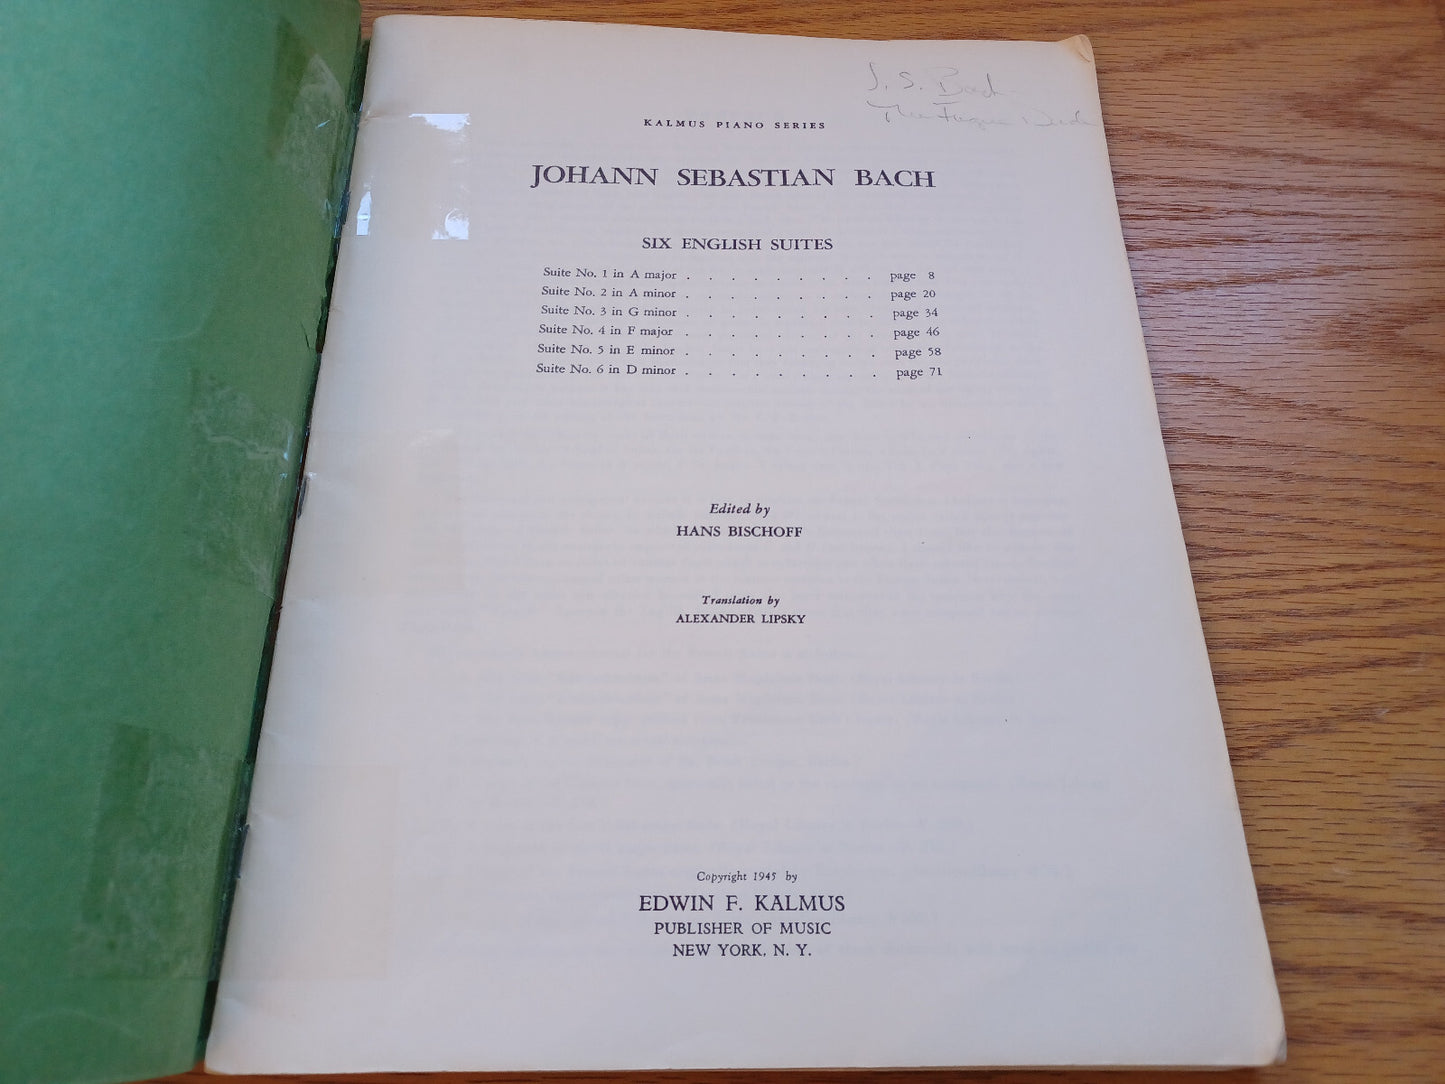 J. S. Bach
The Fugue Dude
KALMUS PIANO SERIES
JOHANN SEBASTIAN BACH
SIX ENGLISH SUITES
Suite No. 1 in A major . . . . . . . . . page 8
Suite No. 2 in A minor . . . . . . . . . page 20
Suite No. 3 in G minor . . . . . . . . . page 34
Suite No. 4 in F major . . . . . . . . . page 46
Suite No. 5 in E minor . . . . . . . . . page 58
Suite No. 6 in D minor . . . . . . . . . page 71
Edited by
HANS BISCHOFF
Translation by
ALEXANDER LIPSKY
Copyright 1945 by
EDWIN F. KALMUS
PUBLISHER OF MUSIC
NEW YORK, N. Y.